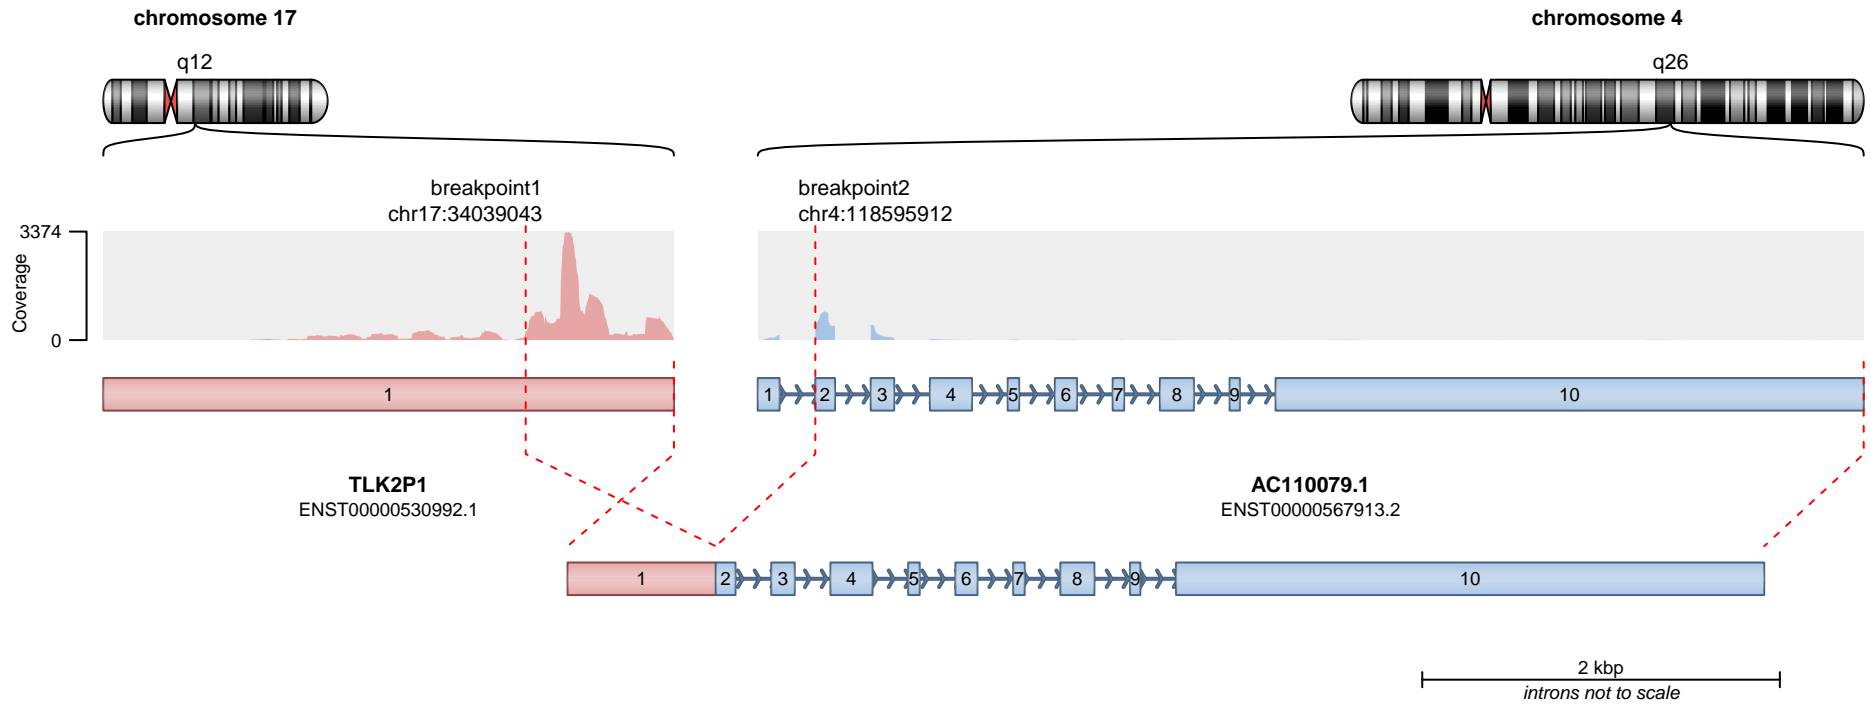 chromosome 17
chromosome 4
q12
q26
breakpoint1
chr17:34039043
breakpoint2
chr4:118595912
3374
Coverage
0
1
1 2 3 4 5 6 7 8 9 10
TLK2P1
ENST00000530992.1
AC110079.1
ENST00000567913.2
1 2 3 4 5 6 7 8 9 10
2 kbp
introns not to scale